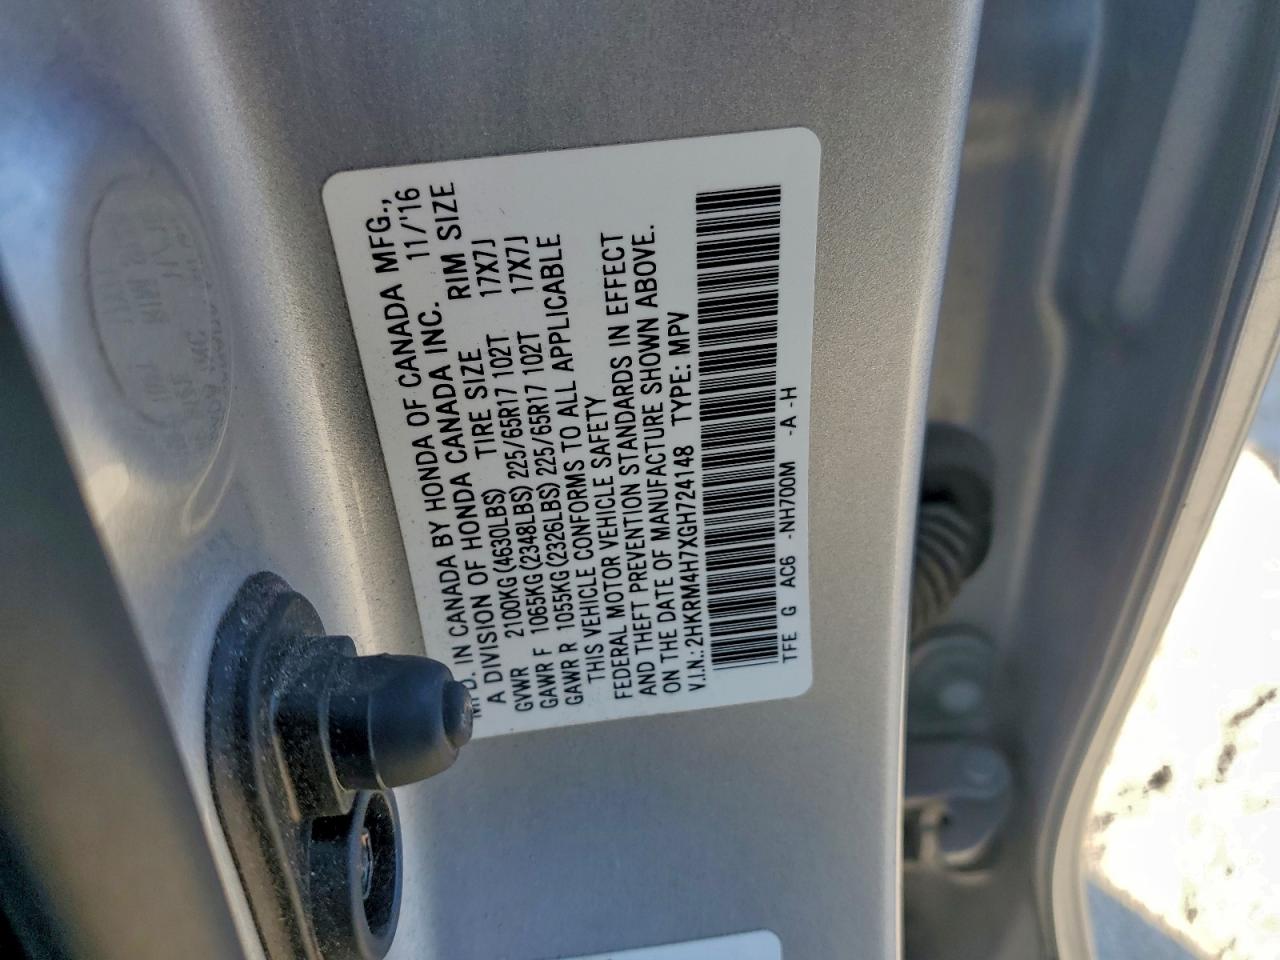 MFD. IN CANADA BY HONDA OF CANADA MFG.,
A DIVISION OF HONDA CANADA INC. 11/'16
GVWR 2100KG(4630LBS) TIRE SIZE RIM SIZE
GAWR F 1065KG(2348LBS) 225/65R17 102T 17X7J
GAWR R 1055KG(2326LBS) 225/65R17 102T 17X7J
THIS VEHICLE CONFORMS TO ALL APPLICABLE
FEDERAL MOTOR VEHICLE SAFETY
AND THEFT PREVENTION STANDARDS IN EFFECT
ON THE DATE OF MANUFACTURE SHOWN ABOVE.
V.I.N.: 2HKRM4H7XGH724148 TYPE: MPV
TFE G AC6 -NH700M -A -H